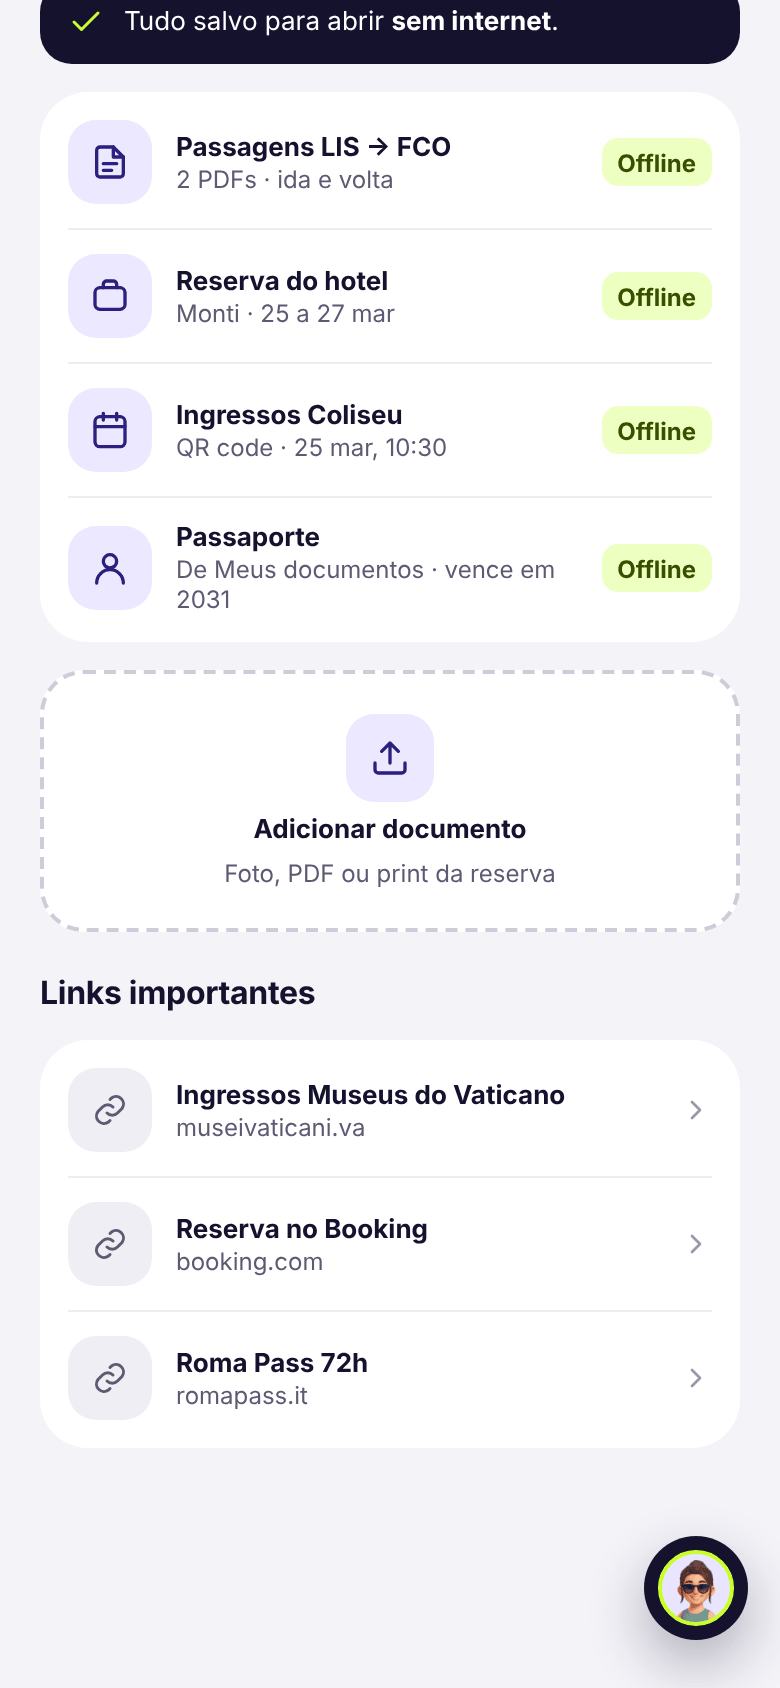 Tudo salvo para abrir sem internet.
Passagens LIS → FCO
2 PDFs · ida e volta
Offline
Reserva do hotel
Monti · 25 a 27 mar
Offline
Ingressos Coliseu
QR code · 25 mar, 10:30
Offline
Passaporte
De Meus documentos · vence em
2031
Offline
Adicionar documento
Foto, PDF ou print da reserva
Links importantes
Ingressos Museus do Vaticano
museivaticani.va
Reserva no Booking
booking.com
Roma Pass 72h
romapass.it